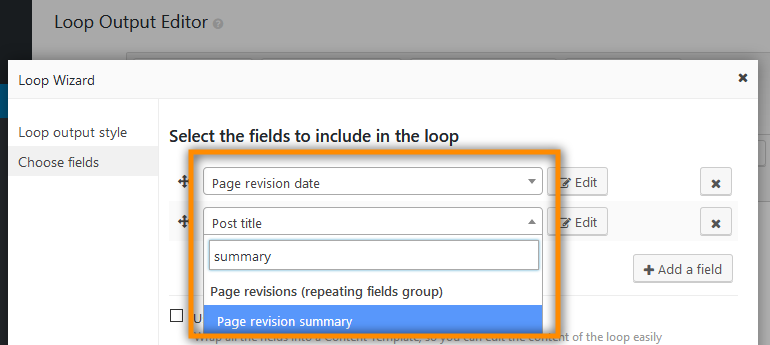 Loop Output Editor
Loop Wizard
Loop output style
Choose fields
Select the fields to include in the loop
Page revision date
Edit
Post title
Edit
summary
Page revisions (repeating fields group)
Page revision summary
Add a field
U
Wrap all the fields into a Content Template, so you can edit the content of the loop easily